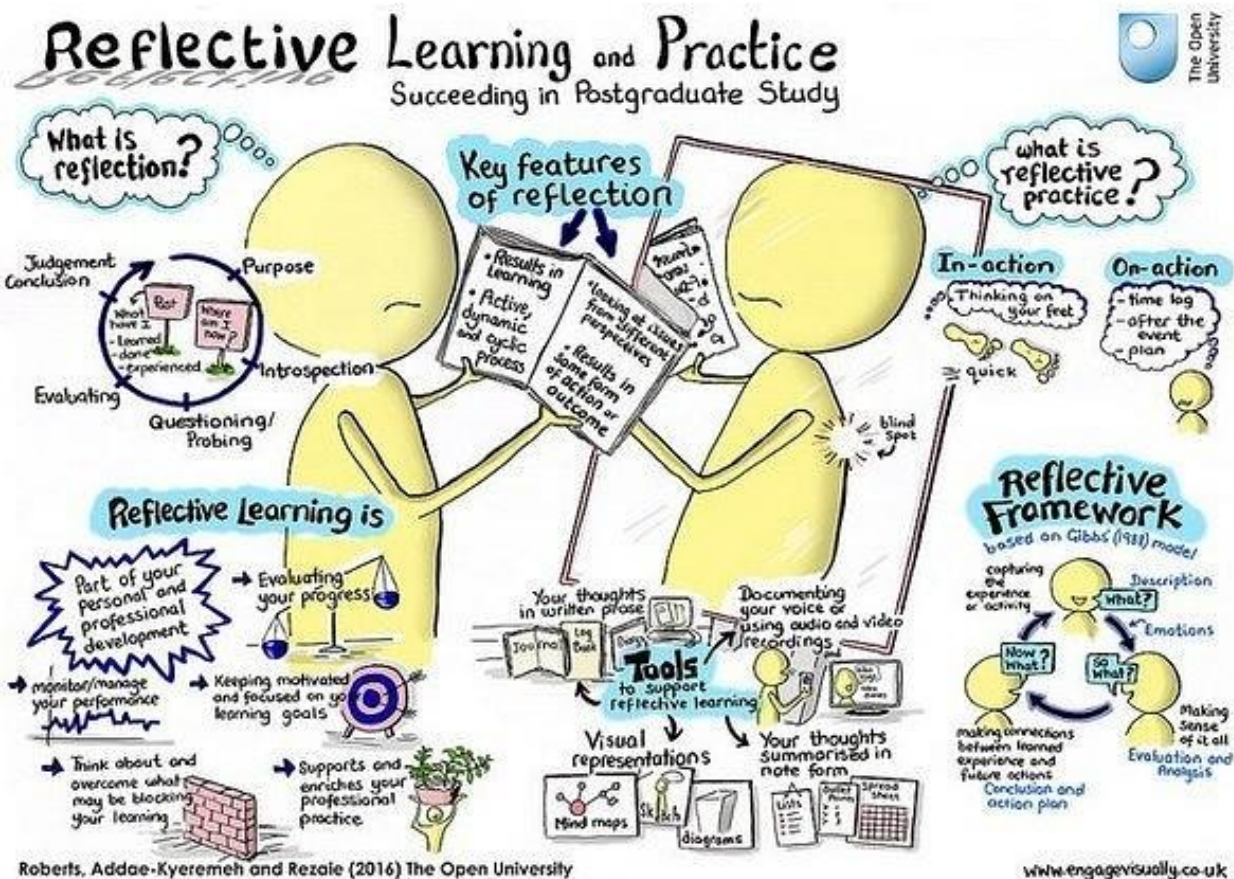 Reflective Learning and Practice
Succeeding in Postgraduate Study
The Open
University
What is
reflection?
Key features
of reflection
what is
reflective
practice?
Judgement
Conclusion
Purpose
Past
What
have I
- learned
- done
- experienced
Where
am I
now?
Introspection
Evaluating
Questioning/
Probing
• Results in
Learning
• Active,
dynamic
and cyclic
process
• looking at issues
from different
perspectives
• Results in
some form
of action or
outcome
In-action
Thinking on
your feet
quick
On-action
- time log
- after the
event
- plan
blind
spot
Reflective Learning is
Part of your
personal and
professional
development
Evaluating
your progress
monitor/manage
your performance
Keeping motivated
and focused on yo
learning goals
Think about and
overcome what
may be blocking
your learning
Supports and
enriches your
professional
practice
Your thoughts
in written prose
Journal
Log
Book
Documenting
your voice or
using audio and video
recordings
Tools
to support
reflective learning
Visual
representations
Mind maps
diagrams
Your thoughts
summarised in
note form
Lists
Bullet
Points
Spread
Sheet
Reflective
Framework
based on Gibbs' (1988) model
capturing
the
experience
or activity
Description
What?
Emotions
Now
What?
So
What?
Making
sense
of it all
Evaluation and
Analysis
making connections
between learned
experience and
future actions
Conclusion and
action plan
Roberts, Addae-Kyeremeh and Rezaie (2016) The Open University
www.engagevisually.co.uk